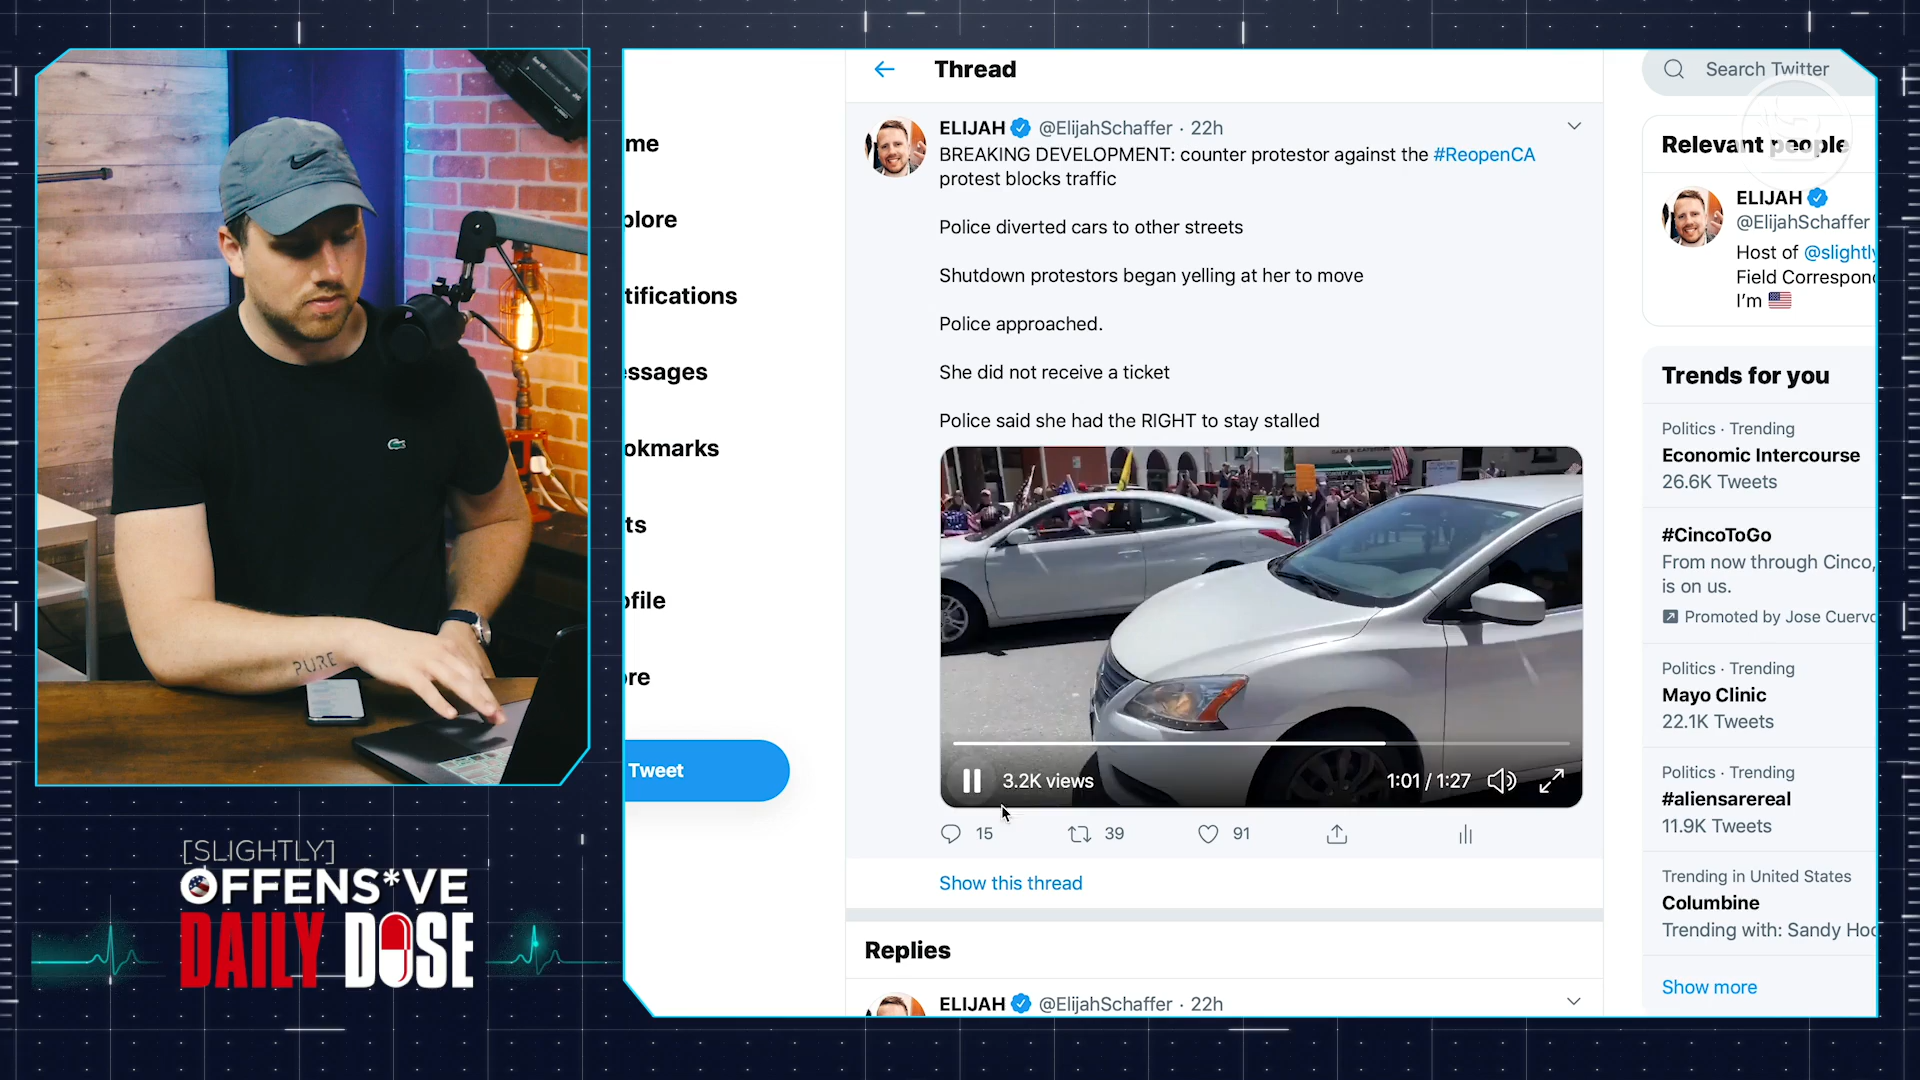 PURE
[SLIGHTLY]
OFFENS*VE
DAILY DOSE
me
plore
tifications
essages
okmarks
ts
ofile
ore
Tweet
Thread
ELIJAH @ElijahSchaffer · 22h
BREAKING DEVELOPMENT: counter protestor against the #ReopenCA
protest blocks traffic
Police diverted cars to other streets
Shutdown protestors began yelling at her to move
Police approached.
She did not receive a ticket
Police said she had the RIGHT to stay stalled
3.2K views
1:01 / 1:27
15
39
91
Show this thread
Replies
ELIJAH @ElijahSchaffer · 22h
Search Twitter
Relevant people
ELIJAH
@ElijahSchaffer
Host of @slightly
Field Correspon
I'm
Trends for you
Politics · Trending
Economic Intercourse
26.6K Tweets
#CincoToGo
From now through Cinco,
is on us.
Promoted by Jose Cuervo
Politics · Trending
Mayo Clinic
22.1K Tweets
Politics · Trending
#aliensarereal
11.9K Tweets
Trending in United States
Columbine
Trending with: Sandy Hoo
Show more